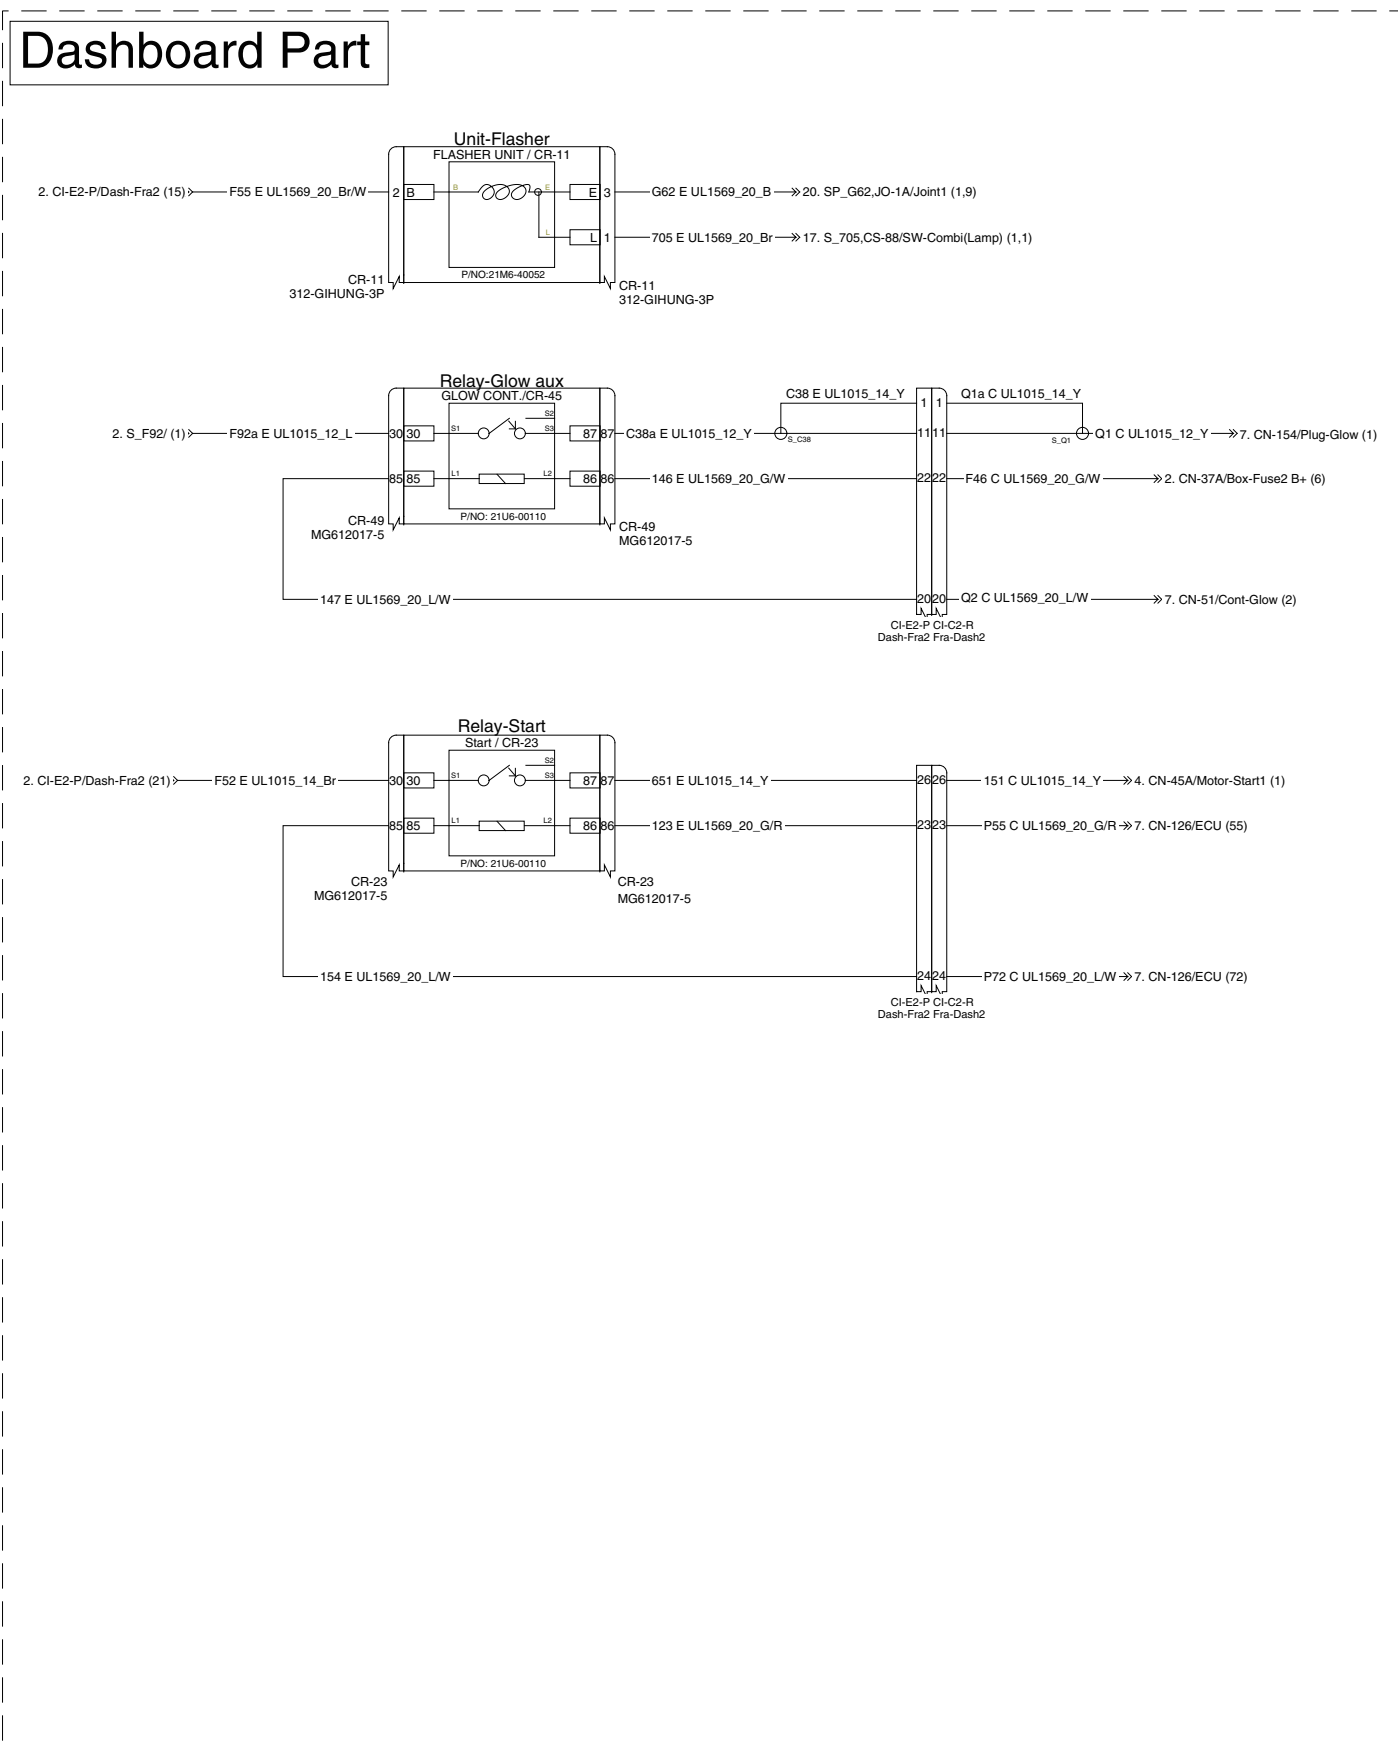 Dashboard Part
Unit-Flasher
FLASHER UNIT / CR-11
2. CI-E2-P/Dash-Fra2 (15) F55 E UL1569_20_Br/W 2 B B E E 3 G62 E UL1569_20_B 20. SP_G62,JO-1A/Joint1 (1,9)
L L 1 705 E UL1569_20_Br 17. S_705,CS-88/SW-Combi(Lamp) (1,1)
P/NO:21M6-40052
CR-11
312-GIHUNG-3P
CR-11
312-GIHUNG-3P
Relay-Glow aux
GLOW CONT./CR-45
C38 E UL1015_14_Y 1 1 Q1a C UL1015_14_Y
S2
2. S_F92/ (1) F92a E UL1015_12_L 30 30 S1 S3 87 87 C38a E UL1015_12_Y S_C38 11 11 S_Q1 Q1 C UL1015_12_Y 7. CN-154/Plug-Glow (1)
85 85 L1 L2 86 86 146 E UL1569_20_G/W 22 22 F46 C UL1569_20_G/W 2. CN-37A/Box-Fuse2 B+ (6)
P/NO: 21U6-00110
CR-49
MG612017-5
CR-49
MG612017-5
147 E UL1569_20_L/W 20 20 Q2 C UL1569_20_L/W 7. CN-51/Cont-Glow (2)
CI-E2-P CI-C2-R
Dash-Fra2 Fra-Dash2
Relay-Start
Start / CR-23
S2
2. CI-E2-P/Dash-Fra2 (21) F52 E UL1015_14_Br 30 30 S1 S3 87 87 651 E UL1015_14_Y 26 26 151 C UL1015_14_Y 4. CN-45A/Motor-Start1 (1)
85 85 L1 L2 86 86 123 E UL1569_20_G/R 23 23 P55 C UL1569_20_G/R 7. CN-126/ECU (55)
P/NO: 21U6-00110
CR-23
MG612017-5
CR-23
MG612017-5
154 E UL1569_20_L/W 24 24 P72 C UL1569_20_L/W 7. CN-126/ECU (72)
CI-E2-P CI-C2-R
Dash-Fra2 Fra-Dash2